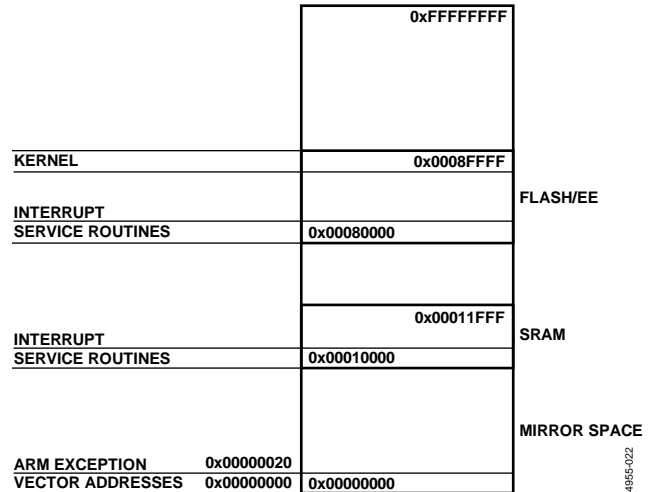 0xFFFFFFFF
KERNEL 0x0008FFFF
FLASH/EE
INTERRUPT
SERVICE ROUTINES 0x00080000
0x00011FFF
SRAM
INTERRUPT
SERVICE ROUTINES 0x00010000
MIRROR SPACE
ARM EXCEPTION 0x00000020
VECTOR ADDRESSES 0x00000000 0x00000000
4955-022